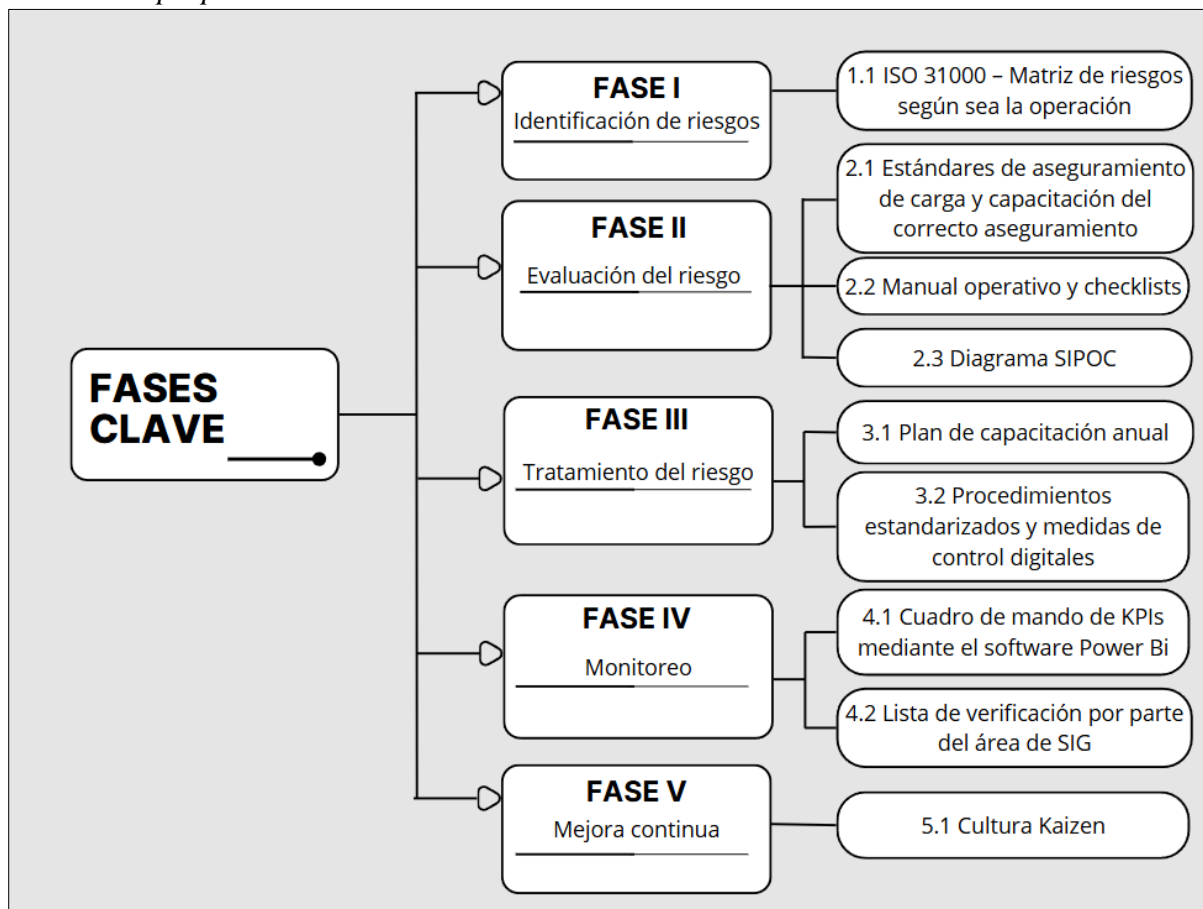 FASE I
Identificación de riesgos
1.1 ISO 31000 – Matriz de riesgos
según sea la operación
FASE II
Evaluación del riesgo
2.1 Estándares de aseguramiento
de carga y capacitación del
correcto aseguramiento
2.2 Manual operativo y checklists
2.3 Diagrama SIPOC
FASES
CLAVE
FASE III
Tratamiento del riesgo
3.1 Plan de capacitación anual
3.2 Procedimientos
estandarizados y medidas de
control digitales
FASE IV
Monitoreo
4.1 Cuadro de mando de KPIs
mediante el software Power Bi
4.2 Lista de verificación por parte
del área de SIG
FASE V
Mejora continua
5.1 Cultura Kaizen